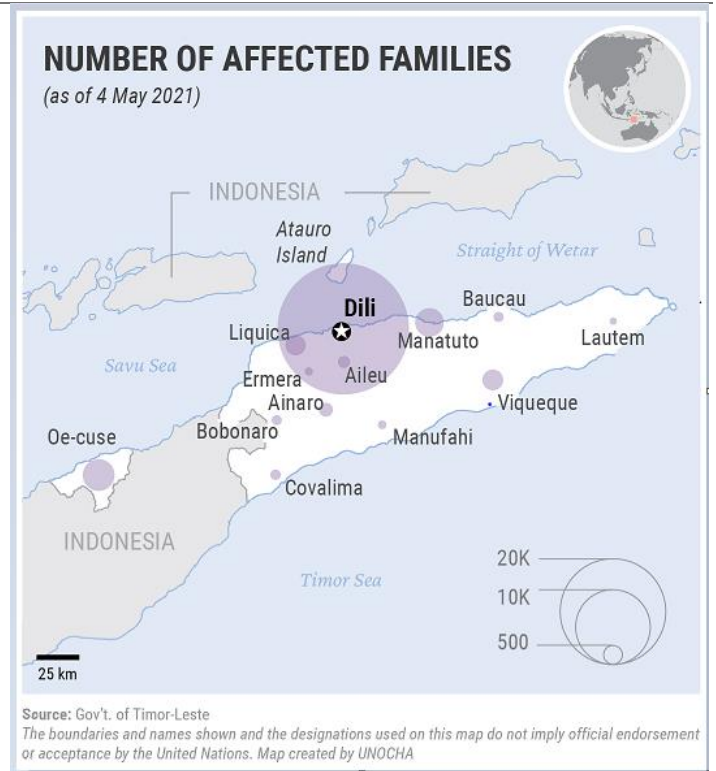 NUMBER OF AFFECTED FAMILIES
(as of 4 May 2021)
INDONESIA
Atauro
Island
Straight of Wetar
Dili
Baucau
Liquica
Manatuto
Lautem
Savu Sea
Ermera
Aileu
Ainaro
Viqueque
Oe-cuse
Bobonaro
Manufahi
Covalima
INDONESIA
20K
Timor Sea
10K
500
25 km
Source: Gov't. of Timor-Leste
The boundaries and names shown and the designations used on this map do not imply official endorsement
or acceptance by the United Nations. Map created by UNOCHA